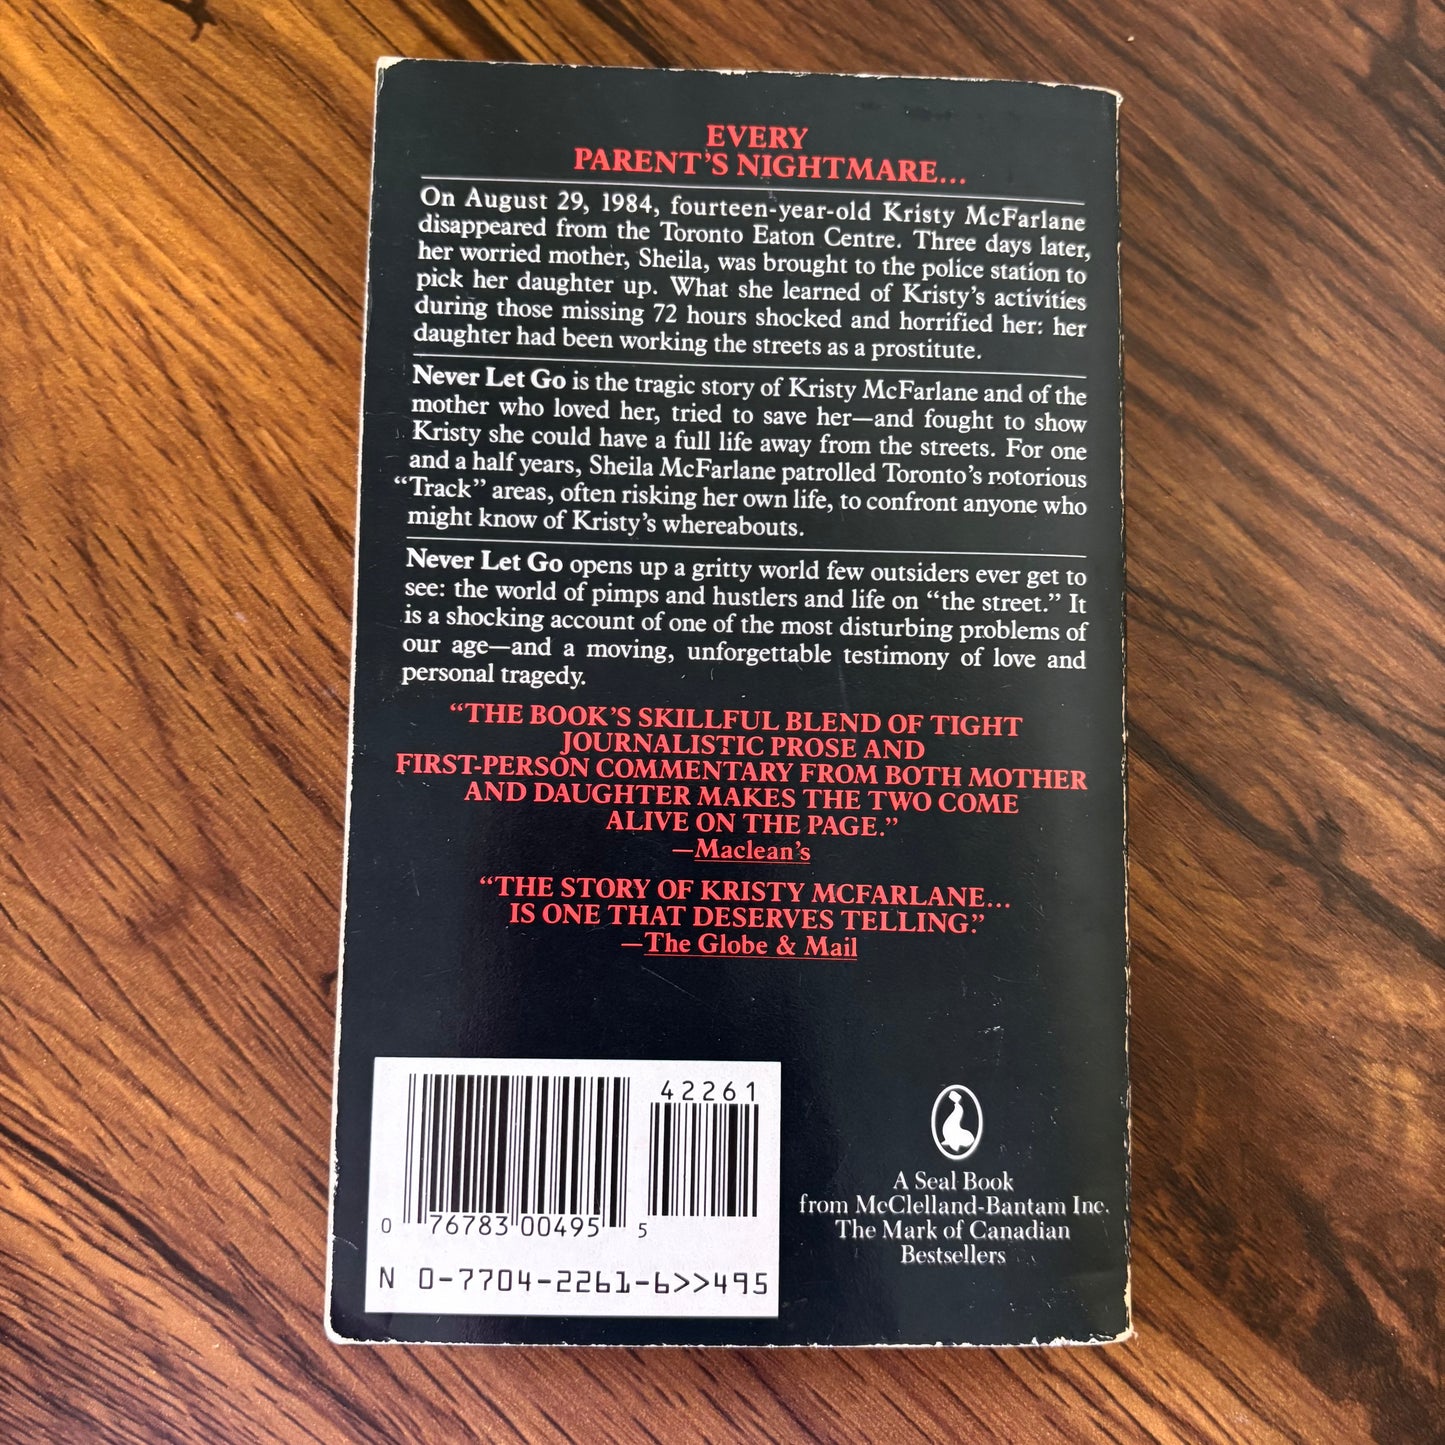 EVERY
PARENT'S NIGHTMARE...
On August 29, 1984, fourteen-year-old Kristy McFarlane
disappeared from the Toronto Eaton Centre. Three days later,
her worried mother, Sheila, was brought to the police station to
pick her daughter up. What she learned of Kristy's activities
during those missing 72 hours shocked and horrified her: her
daughter had been working the streets as a prostitute.
Never Let Go is the tragic story of Kristy McFarlane and of the
mother who loved her, tried to save her—and fought to show
Kristy she could have a full life away from the streets. For one
and a half years, Sheila McFarlane patrolled Toronto's notorious
“Track” areas, often risking her own life, to confront anyone who
might know of Kristy's whereabouts.
Never Let Go opens up a gritty world few outsiders ever get to
see: the world of pimps and hustlers and life on “the street.” It
is a shocking account of one of the most disturbing problems of
our age—and a moving, unforgettable testimony of love and
personal tragedy.
“THE BOOK'S SKILLFUL BLEND OF TIGHT
JOURNALISTIC PROSE AND
FIRST-PERSON COMMENTARY FROM BOTH MOTHER
AND DAUGHTER MAKES THE TWO COME
ALIVE ON THE PAGE.”
—Maclean's
“THE STORY OF KRISTY MCFARLANE...
IS ONE THAT DESERVES TELLING.”
—The Globe & Mail
42261
0 76783 00495 5
N 0-7704-2261-6>>495
A Seal Book
from McClelland-Bantam Inc.
The Mark of Canadian
Bestsellers